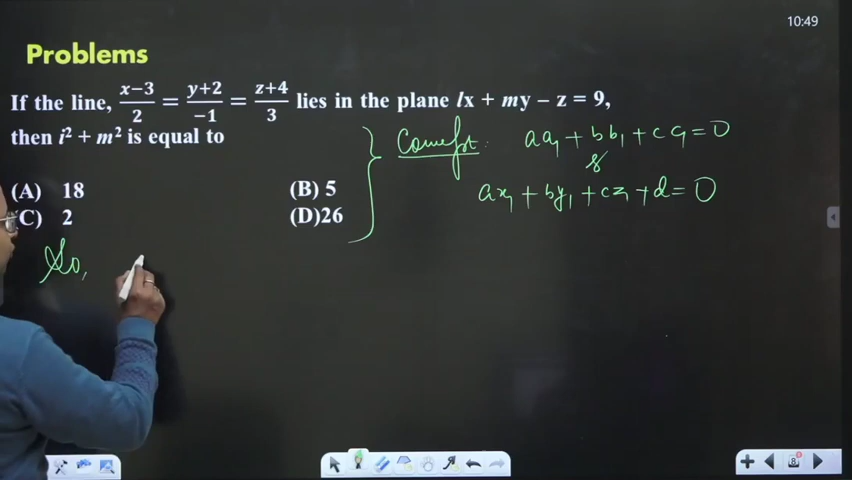 10:49
Problems
If the line, x−3/2 = y+2/−1 = z+4/3 lies in the plane lx + my − z = 9,
then i² + m² is equal to
(A) 18 (B) 5
(C) 2 (D)26
Concept : aa₁ + bb₁ + cc₁ = 0
&
ax₁ + by₁ + cz₁ + d = 0
So,
8